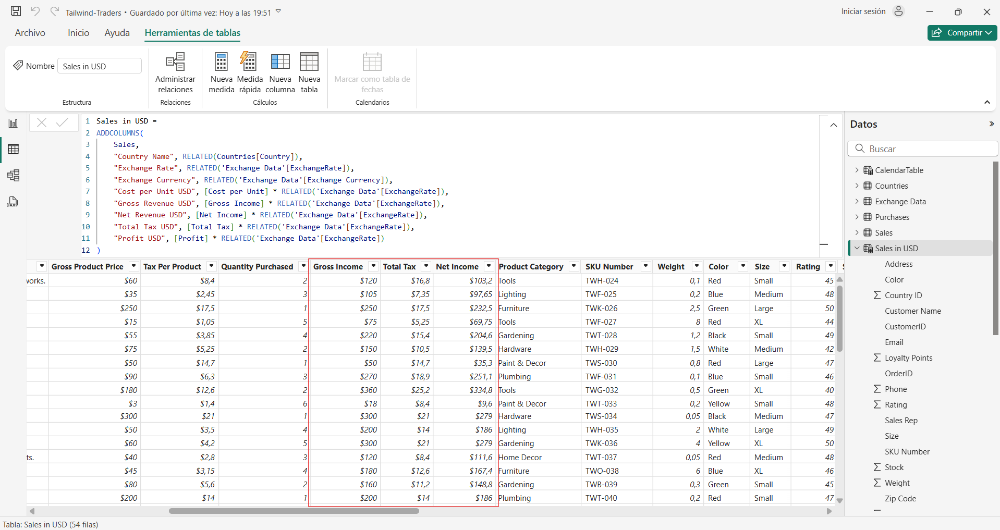 Tailwind-Traders • Guardado por última vez: Hoy a las 19:51
Iniciar sesión
Archivo Inicio Ayuda Herramientas de tablas
Compartir
Nombre Sales in USD
Estructura
Administrar relaciones
Relaciones
Nueva medida
Medida rápida
Nueva columna
Nueva tabla
Cálculos
Marcar como tabla de fechas
Calendarios
1 Sales in USD =
2 ADDCOLUMNS(
3 Sales,
4 "Country Name", RELATED(Countries[Country]),
5 "Exchange Rate", RELATED('Exchange Data'[ExchangeRate]),
6 "Exchange Currency", RELATED('Exchange Data'[Exchange Currency]),
7 "Cost per Unit USD", [Cost per Unit] * RELATED('Exchange Data'[ExchangeRate]),
8 "Gross Revenue USD", [Gross Income] * RELATED('Exchange Data'[ExchangeRate]),
9 "Net Revenue USD", [Net Income] * RELATED('Exchange Data'[ExchangeRate]),
10 "Total Tax USD", [Total Tax] * RELATED('Exchange Data'[ExchangeRate]),
11 "Profit USD", [Profit] * RELATED('Exchange Data'[ExchangeRate])
12 )
DAX
Gross Product Price Tax Per Product Quantity Purchased Gross Income Total Tax Net Income Product Category SKU Number Weight Color Size Rating
works. $60 $8,4 2 $120 $16,8 $103,2 Tools TWH-024 0,1 Red Small 45
$35 $2,45 3 $105 $7,35 $97,65 Lighting TWF-025 0,2 Blue Medium 48
$250 $17,5 1 $250 $17,5 $232,5 Furniture TWK-026 2,5 Green Large 50
$15 $1,05 5 $75 $5,25 $69,75 Tools TWF-027 8 Red XL 44
$55 $3,85 4 $220 $15,4 $204,6 Gardening TWT-028 1,2 Black Small 49
$75 $5,25 2 $150 $10,5 $139,5 Hardware TWH-029 1,5 White Medium 42
$50 $14,7 1 $50 $14,7 $35,3 Paint & Decor TWS-030 0,8 Red Large 47
$90 $6,3 3 $270 $18,9 $251,1 Plumbing TWF-031 0,1 Blue Small 46
$180 $12,6 2 $360 $25,2 $334,8 Tools TWG-032 0,5 Green XL 40
$3 $1,4 6 $18 $8,4 $9,6 Paint & Decor TWT-033 0,2 Yellow Small 48
$300 $21 1 $300 $21 $279 Hardware TWS-034 0,05 Black Medium 47
$50 $3,5 4 $200 $14 $186 Lighting TWH-035 2 White Large 49
$60 $4,2 5 $300 $21 $279 Gardening TWK-036 4 Yellow XL 50
ts. $40 $2,8 3 $120 $8,4 $111,6 Home Decor TWT-037 0,05 Red Medium 48
$45 $3,15 4 $180 $12,6 $167,4 Furniture TWO-038 6 Blue XL 46
$80 $5,6 2 $160 $11,2 $148,8 Gardening TWB-039 0,3 Green Small 45
$200 $14 1 $200 $14 $186 Plumbing TWT-040 0,2 Red Small 47
Datos
Buscar
CalendarTable
Countries
Exchange Data
Purchases
Sales
Sales in USD
Address
Color
Country ID
Customer Name
CustomerID
Email
Loyalty Points
OrderID
Phone
Rating
Sales Rep
Size
SKU Number
Stock
Weight
Zip Code
Tabla: Sales in USD (54 filas)